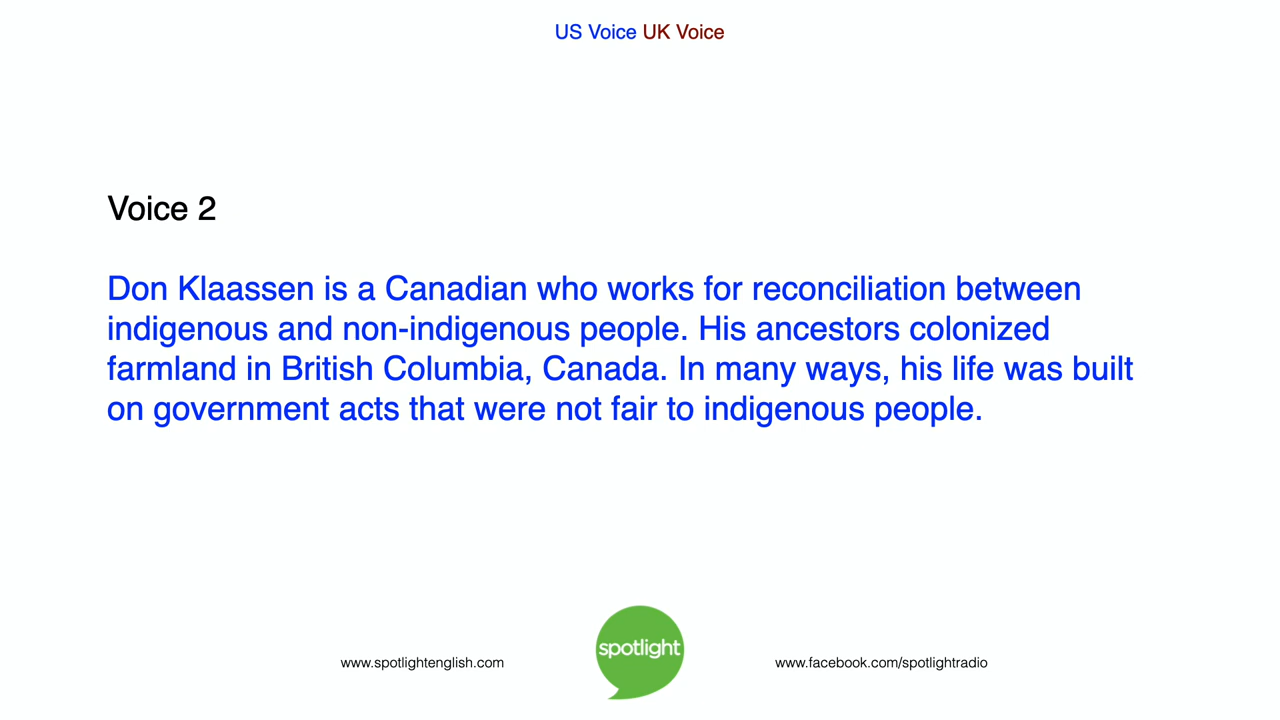 US Voice UK Voice
Voice 2
Don Klaassen is a Canadian who works for reconciliation between
indigenous and non-indigenous people. His ancestors colonized
farmland in British Columbia, Canada. In many ways, his life was built
on government acts that were not fair to indigenous people.
www.spotlightenglish.com
spotlight
www.facebook.com/spotlightradio